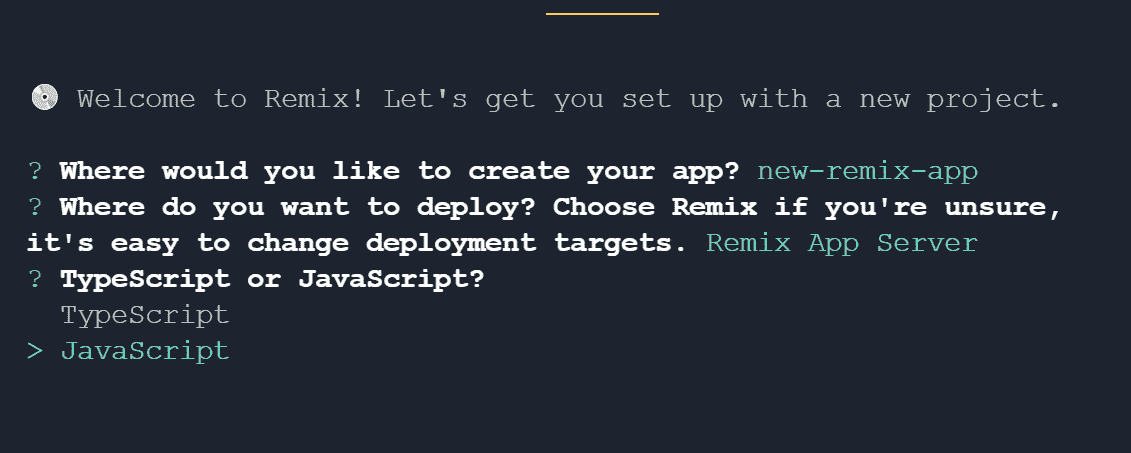 Welcome to Remix! Let's get you set up with a new project.
? Where would you like to create your app? new-remix-app
? Where do you want to deploy? Choose Remix if you're unsure,
it's easy to change deployment targets. Remix App Server
? TypeScript or JavaScript?
TypeScript
> JavaScript